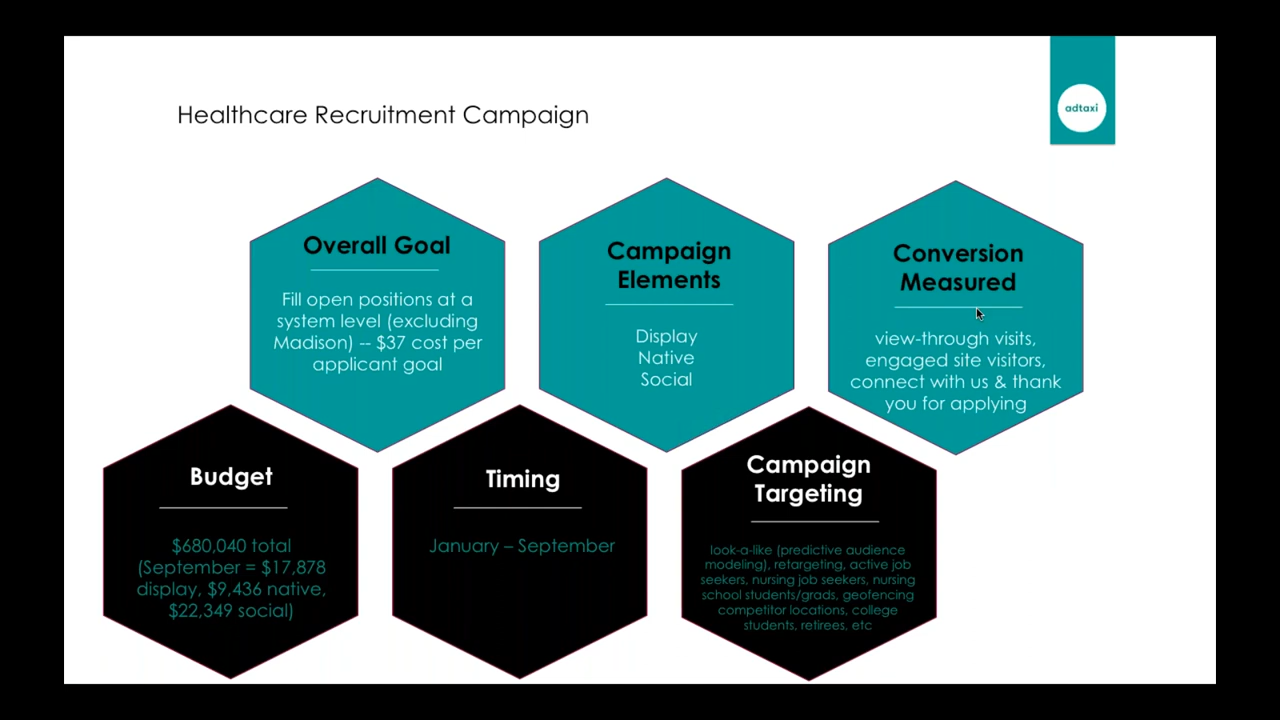 Healthcare Recruitment Campaign
adtaxi
Overall Goal
Fill open positions at a
system level (excluding
Madison) -- $37 cost per
applicant goal
Campaign
Elements
Display
Native
Social
Conversion
Measured
view-through visits,
engaged site visitors,
connect with us & thank
you for applying
Budget
$680,040 total
(September = $17,878
display, $9,436 native,
$22,349 social)
Timing
January – September
Campaign
Targeting
look-a-like (predictive audience
modeling), retargeting, active job
seekers, nursing job seekers, nursing
school students/grads, geofencing
competitor locations, college
students, retirees, etc